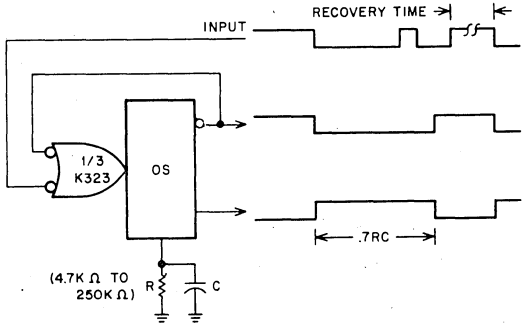 RECOVERY TIME
INPUT
1/3
K323
OS
.7RC
(4.7K Ω TO
250K Ω)
R
C